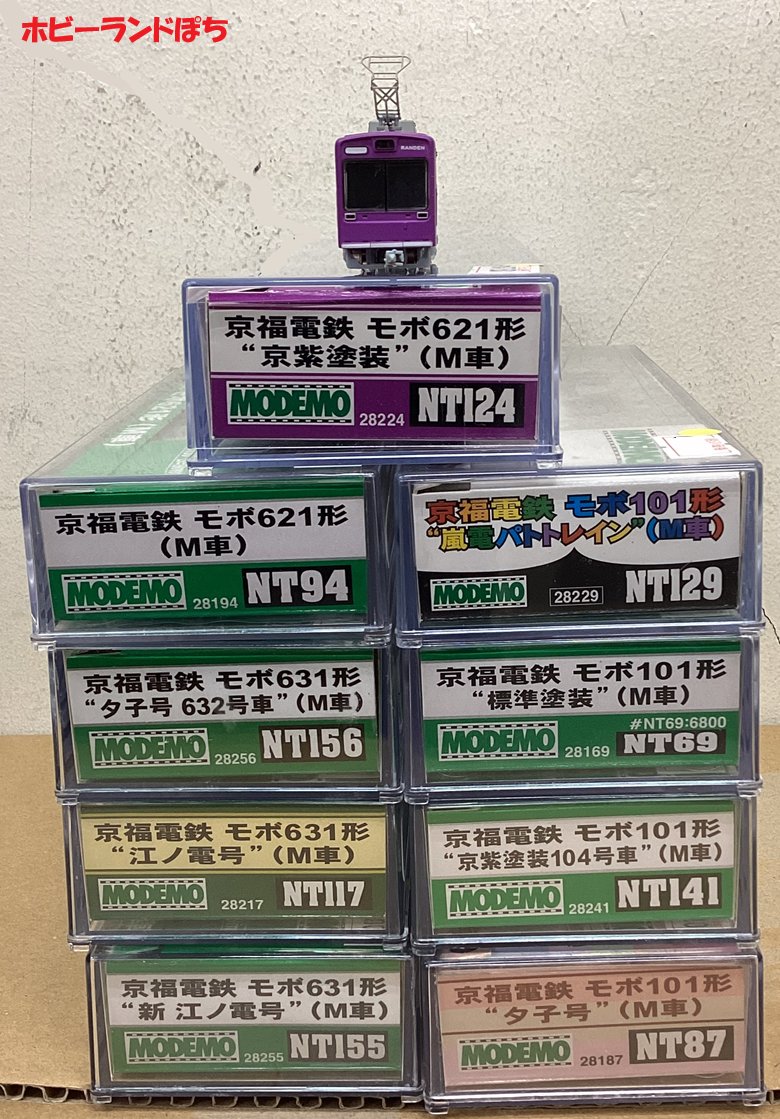 ホビーランドぽち
RANDEN
京福電鉄 モボ621形
“京紫塗装”(M車)
MODEMO 28224 NT124
京福電鉄 モボ621形
(M車)
MODEMO 28194 NT94
京福電鉄 モボ101形
“嵐電パトトレイン”(M車)
MODEMO 28229 NT129
京福電鉄 モボ631形
“夕子号 632号車”(M車)
MODEMO 28256 NT156
京福電鉄 モボ101形
“標準塗装”(M車)
#NT69:6800
MODEMO 28169 NT69
京福電鉄 モボ631形
“江ノ電号”(M車)
MODEMO 28217 NT117
京福電鉄 モボ101形
“京紫塗装104号車”(M車)
MODEMO 28241 NT141
京福電鉄 モボ631形
“新 江ノ電号”(M車)
MODEMO 28255 NT155
京福電鉄 モボ101形
“夕子号”(M車)
MODEMO 28187 NT87